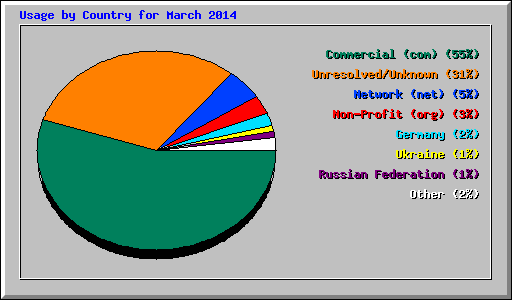 Usage by Country for March 2014
Commercial (com) (55%)
Unresolved/Unknown (31%)
Network (net) (5%)
Non-Profit (org) (3%)
Germany (2%)
Ukraine (1%)
Russian Federation (1%)
Other (2%)